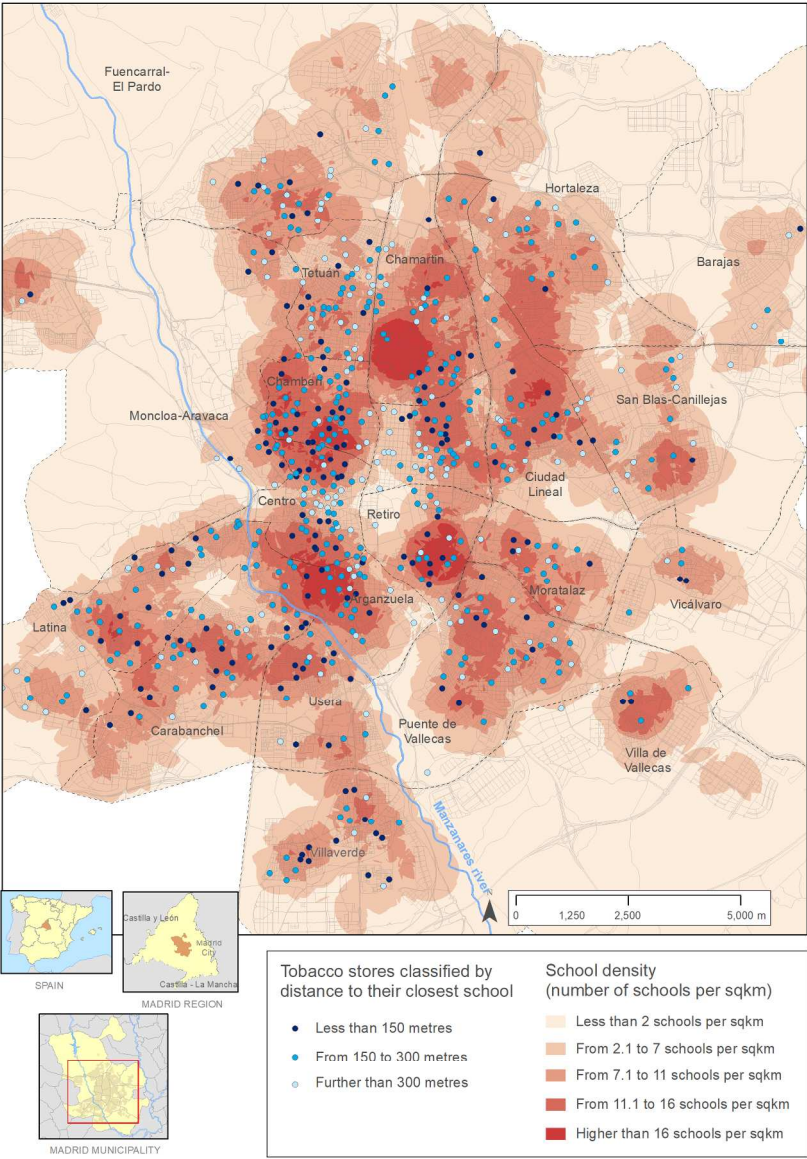 Fuencarral-
El Pardo
Hortaleza
Barajas
Chamartin
Tetuán
Chamberi
San Blas-Canillejas
Moncloa-Aravaca
Ciudad
Lineal
Centro
Retiro
Moratalaz
Vicálvaro
Arganzuela
Latina
Usera
Carabanchel
Puente de
Vallecas
Villa de
Vallecas
Manzanares river
Villaverde
N
0 1,250 2,500 5,000 m
SPAIN
Castilla y León
Madrid
City
Castilla - La Mancha
MADRID REGION
MADRID MUNICIPALITY
Tobacco stores classified by
distance to their closest school
Less than 150 metres
From 150 to 300 metres
Further than 300 metres
School density
(number of schools per sqkm)
Less than 2 schools per sqkm
From 2.1 to 7 schools per sqkm
From 7.1 to 11 schools per sqkm
From 11.1 to 16 schools per sqkm
Higher than 16 schools per sqkm